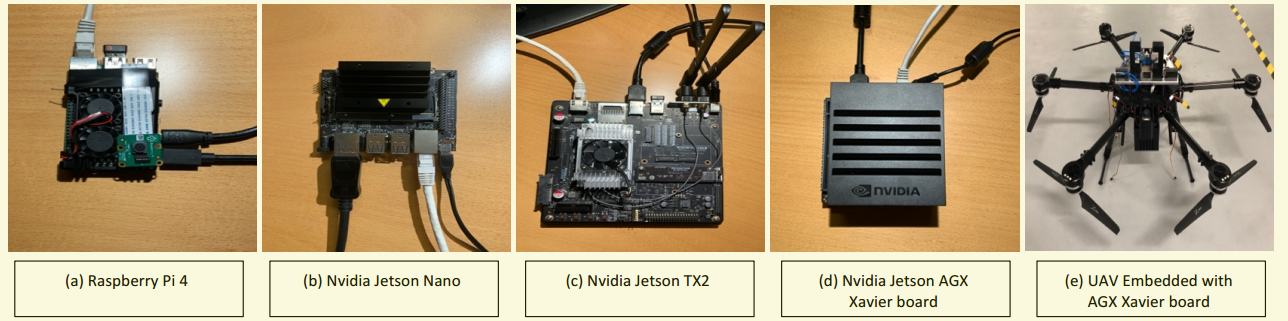 NVIDIA
(a) Raspberry Pi 4
(b) Nvidia Jetson Nano
(c) Nvidia Jetson TX2
(d) Nvidia Jetson AGX
Xavier board
(e) UAV Embedded with
AGX Xavier board